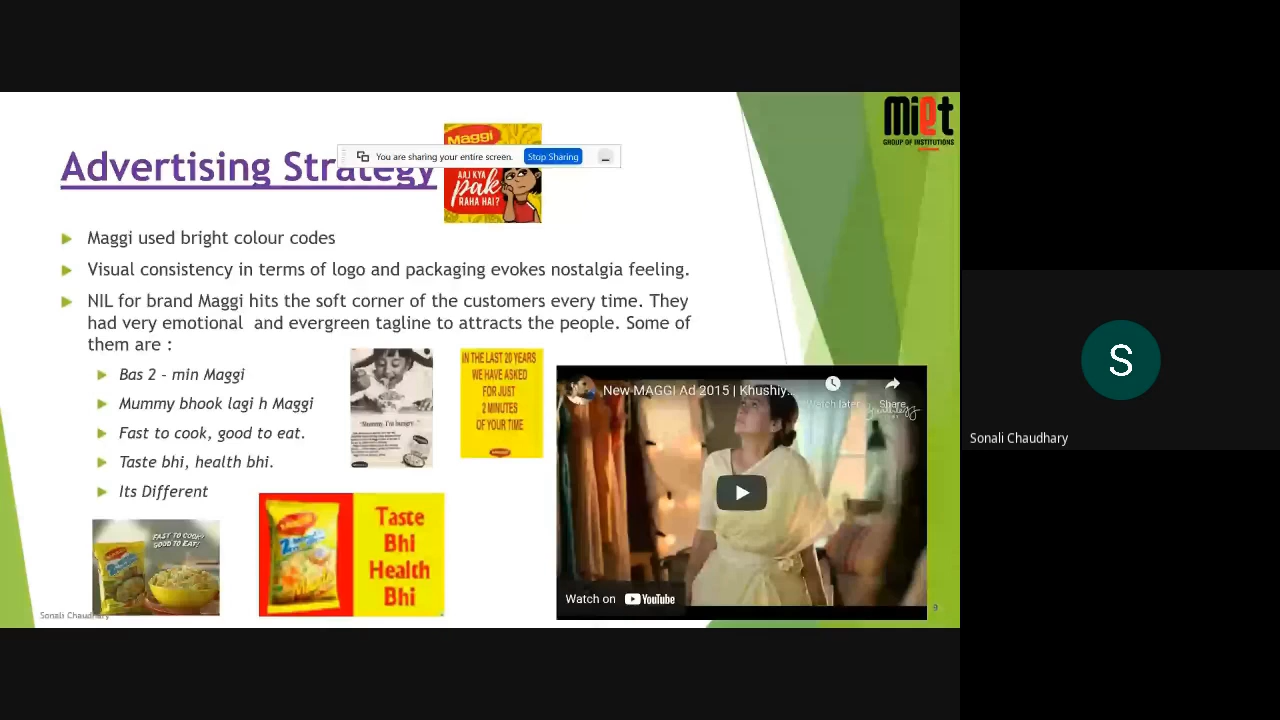 miet
GROUP OF INSTITUTIONS
Maggi
You are sharing your entire screen.
Stop Sharing
Advertising Strategy
AAJ KYA
pak
RAHA HAI?
Maggi used bright colour codes
Visual consistency in terms of logo and packaging evokes nostalgia feeling.
NIL for brand Maggi hits the soft corner of the customers every time. They
had very emotional and evergreen tagline to attracts the people. Some of
them are :
Bas 2 – min Maggi
Mummy bhook lagi h Maggi
Fast to cook, good to eat.
Taste bhi, health bhi.
Its Different
"Mummy, I'm hungry."
IN THE LAST 20 YEARS
WE HAVE ASKED
FOR JUST
2 MINUTES
OF YOUR TIME
Maggi
New MAGGI Ad 2015 | Khushiy...
Watch later
Share
Watch on
YouTube
FAST TO COOK!
GOOD TO EAT!
Maggi
Taste
Bhi
Health
Bhi
Sonali Chaudhary
9
S
Sonali Chaudhary